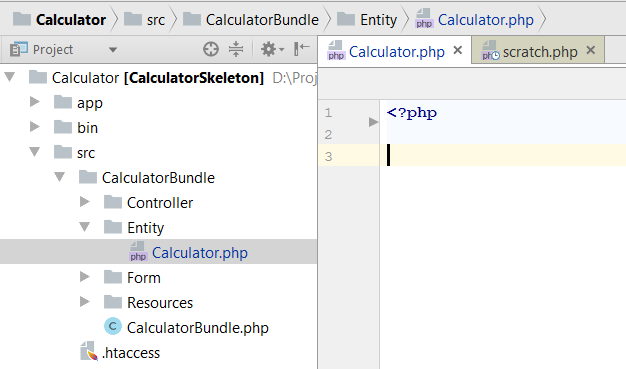 Calculator src CalculatorBundle Entity Calculator.php
Project
Calculator.php scratch.php
Calculator [CalculatorSkeleton] D:\Proj
app
bin
src
CalculatorBundle
Controller
Entity
Calculator.php
Form
Resources
CalculatorBundle.php
.htaccess
1 <?php
2
3